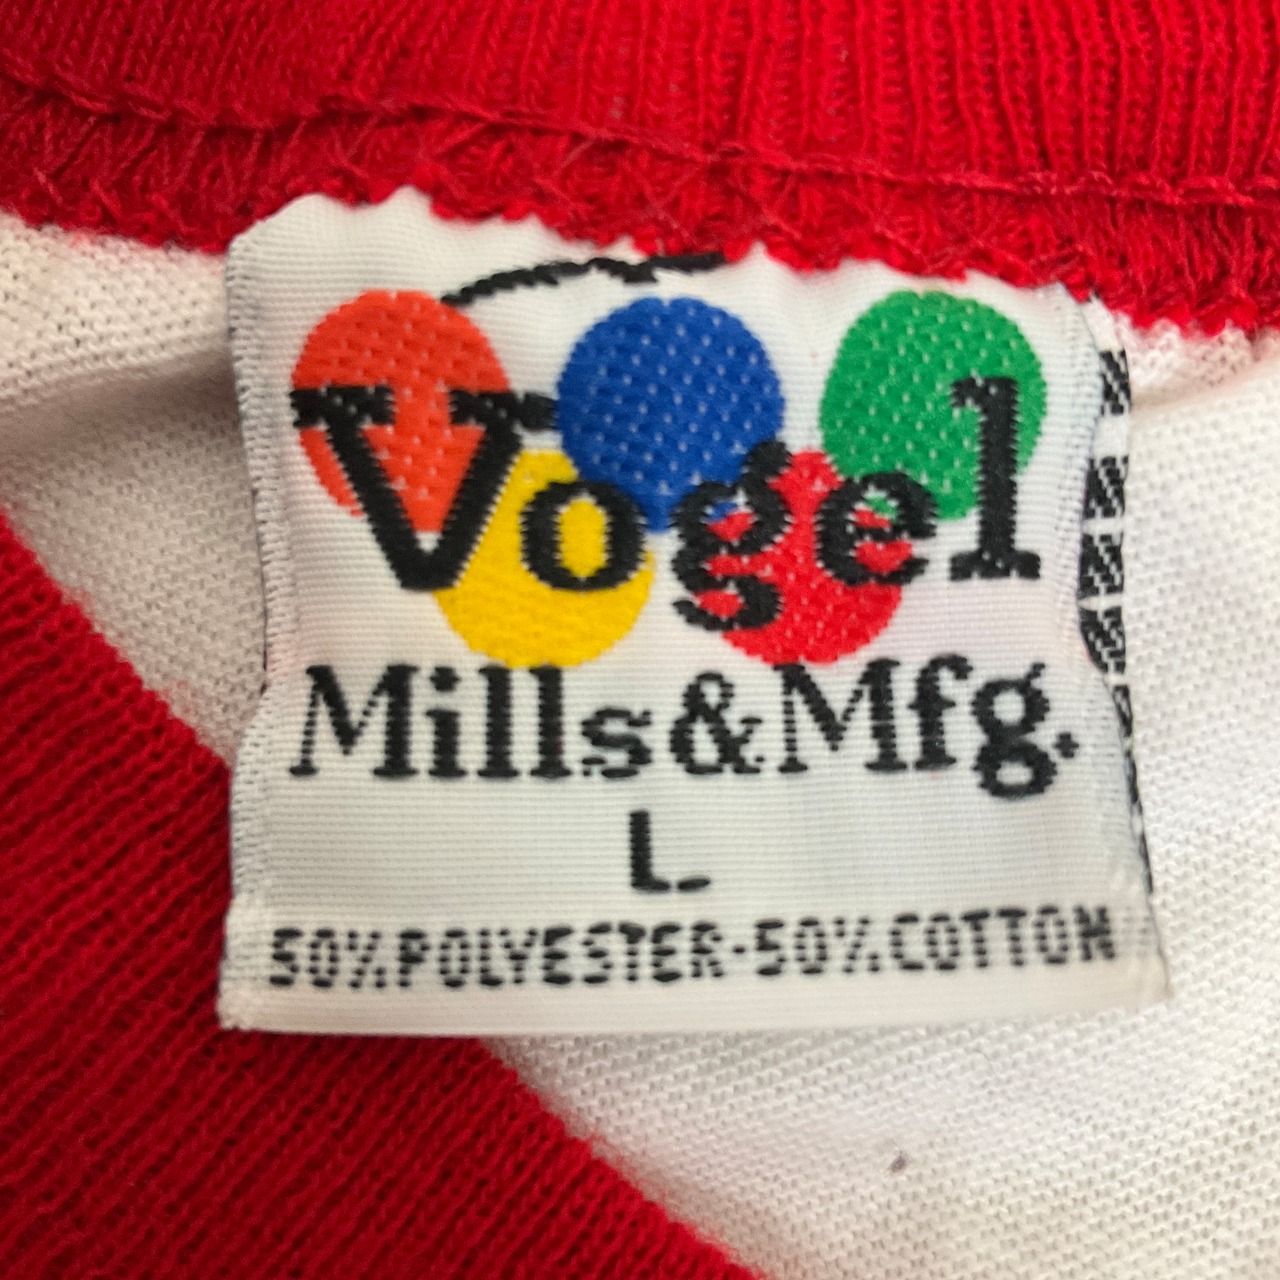 Vogel
Mills&Mfg.
L
50%POLYESTER-50%COTTON